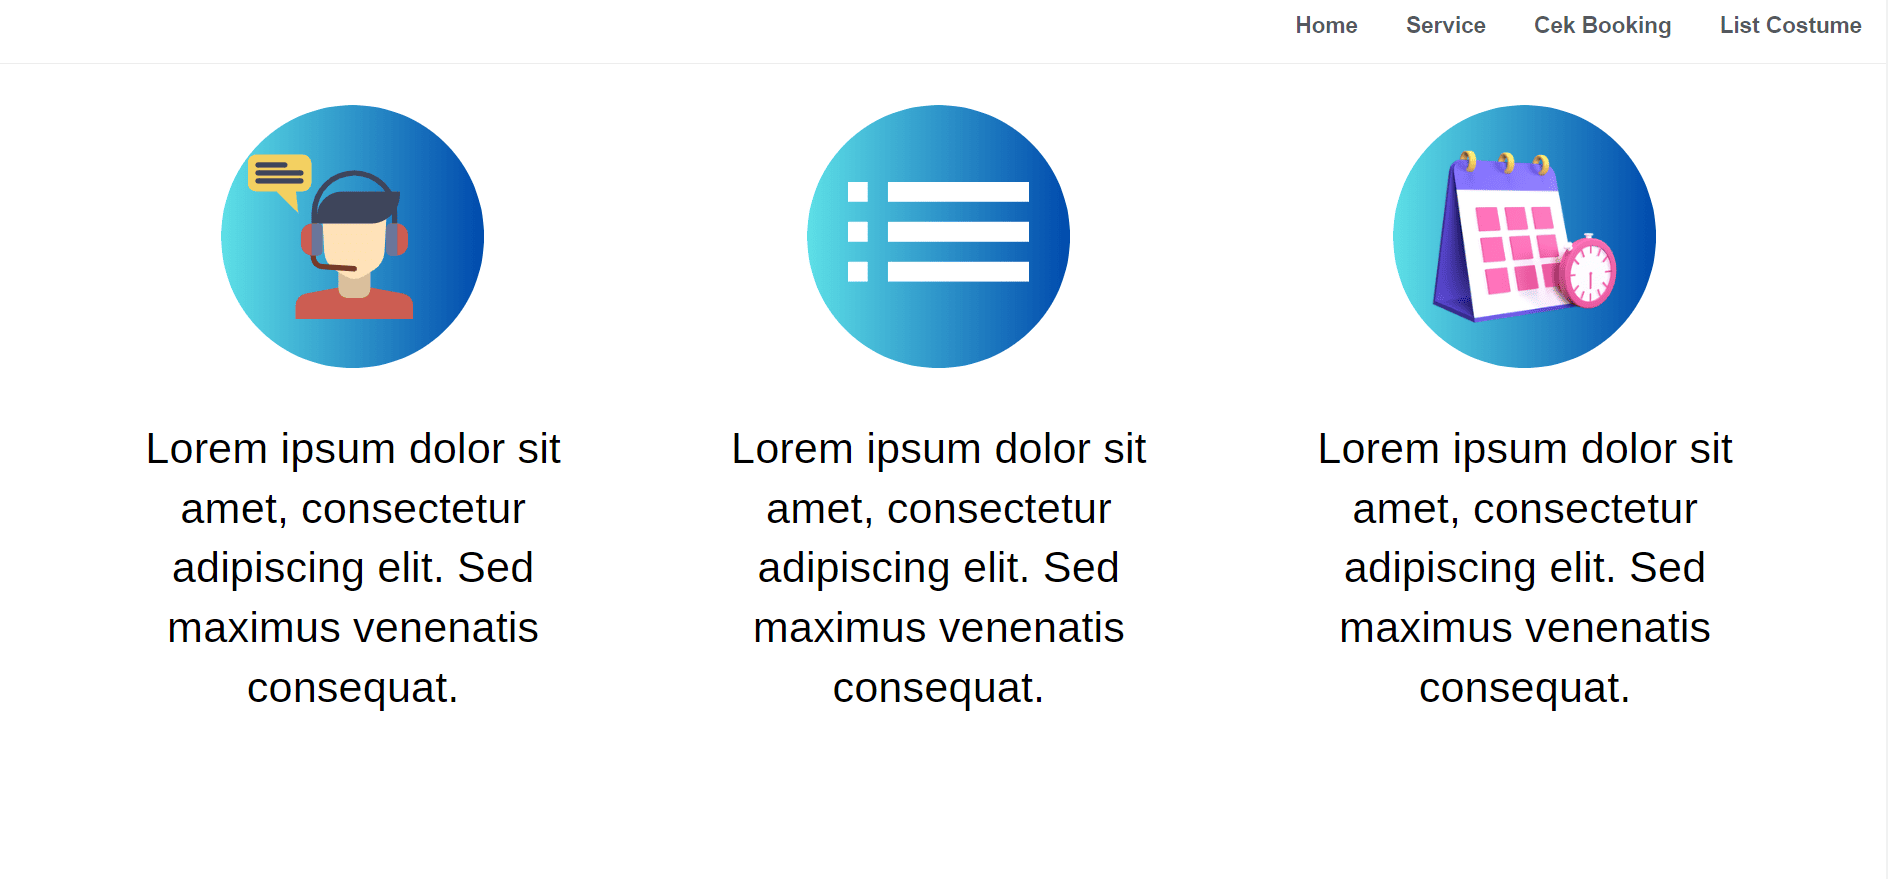 Home Service Cek Booking List Costume
Lorem ipsum dolor sit
amet, consectetur
adipiscing elit. Sed
maximus venenatis
consequat.
Lorem ipsum dolor sit
amet, consectetur
adipiscing elit. Sed
maximus venenatis
consequat.
Lorem ipsum dolor sit
amet, consectetur
adipiscing elit. Sed
maximus venenatis
consequat.